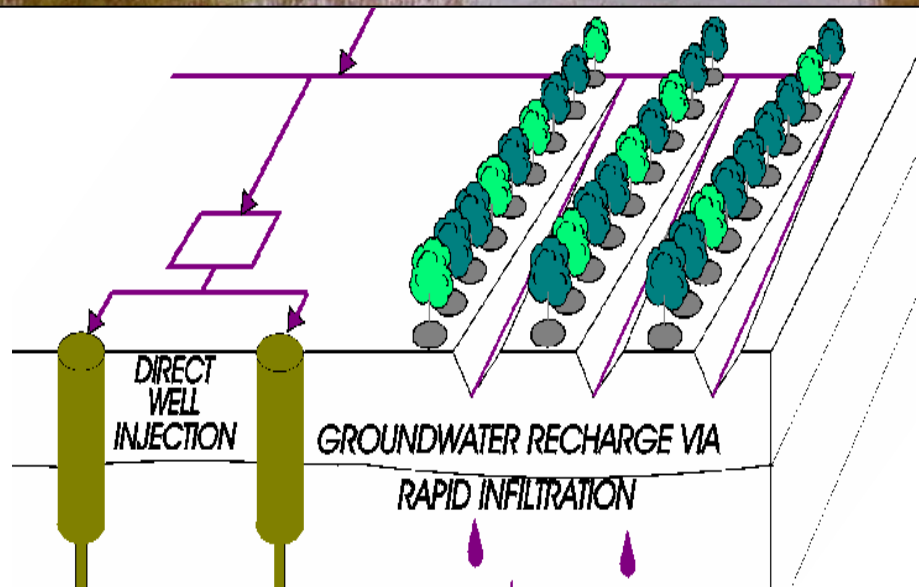 DIRECT
WELL
INJECTION
GROUNDWATER RECHARGE VIA
RAPID INFILTRATION